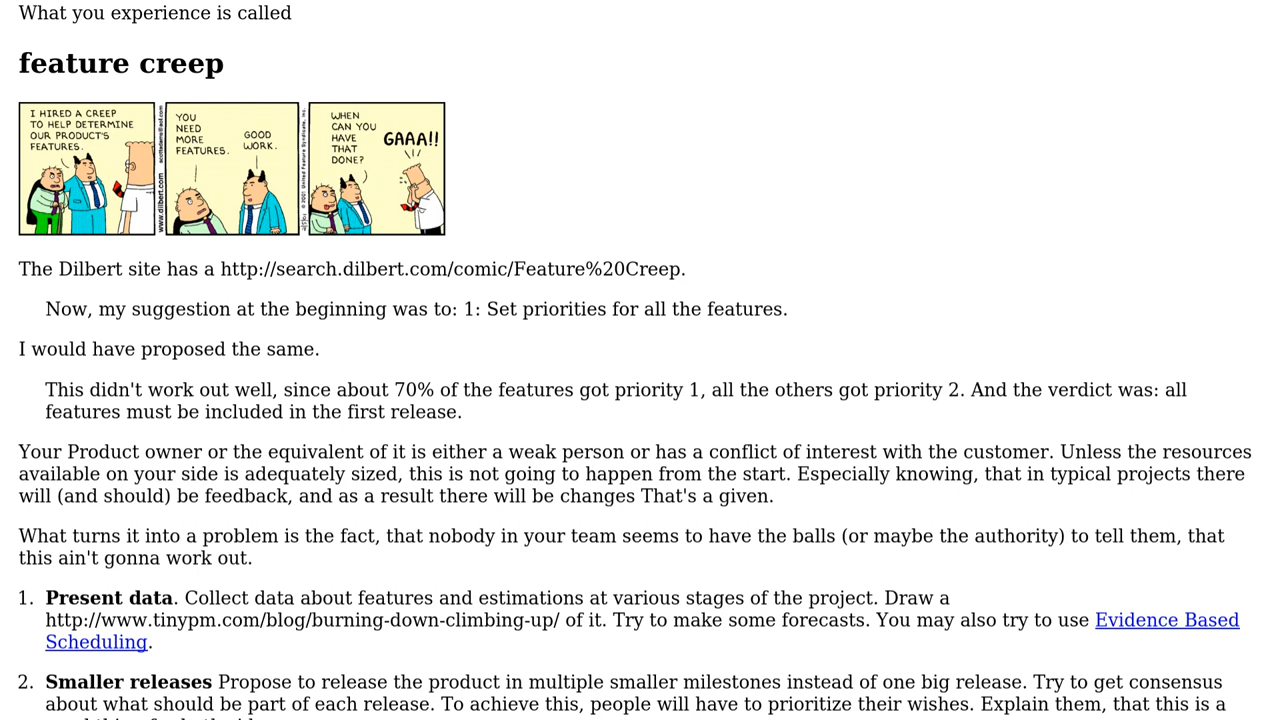 What you experience is called
feature creep
I HIRED A CREEP
TO HELP DETERMINE
OUR PRODUCT'S
FEATURES.
www.dilbert.com
scottadams@aol.com
YOU
NEED
MORE
FEATURES.
GOOD
WORK.
© 2001 United Feature Syndicate, Inc.
WHEN
CAN YOU
HAVE
THAT
DONE?
GAAA!!
The Dilbert site has a http://search.dilbert.com/comic/Feature%20Creep.
Now, my suggestion at the beginning was to: 1: Set priorities for all the features.
I would have proposed the same.
This didn't work out well, since about 70% of the features got priority 1, all the others got priority 2. And the verdict was: all
features must be included in the first release.
Your Product owner or the equivalent of it is either a weak person or has a conflict of interest with the customer. Unless the resources
available on your side is adequately sized, this is not going to happen from the start. Especially knowing, that in typical projects there
will (and should) be feedback, and as a result there will be changes That's a given.
What turns it into a problem is the fact, that nobody in your team seems to have the balls (or maybe the authority) to tell them, that
this ain't gonna work out.
1. Present data. Collect data about features and estimations at various stages of the project. Draw a
http://www.tinypm.com/blog/burning-down-climbing-up/ of it. Try to make some forecasts. You may also try to use Evidence Based
Scheduling.
2. Smaller releases Propose to release the product in multiple smaller milestones instead of one big release. Try to get consensus
about what should be part of each release. To achieve this, people will have to prioritize their wishes. Explain them, that this is a